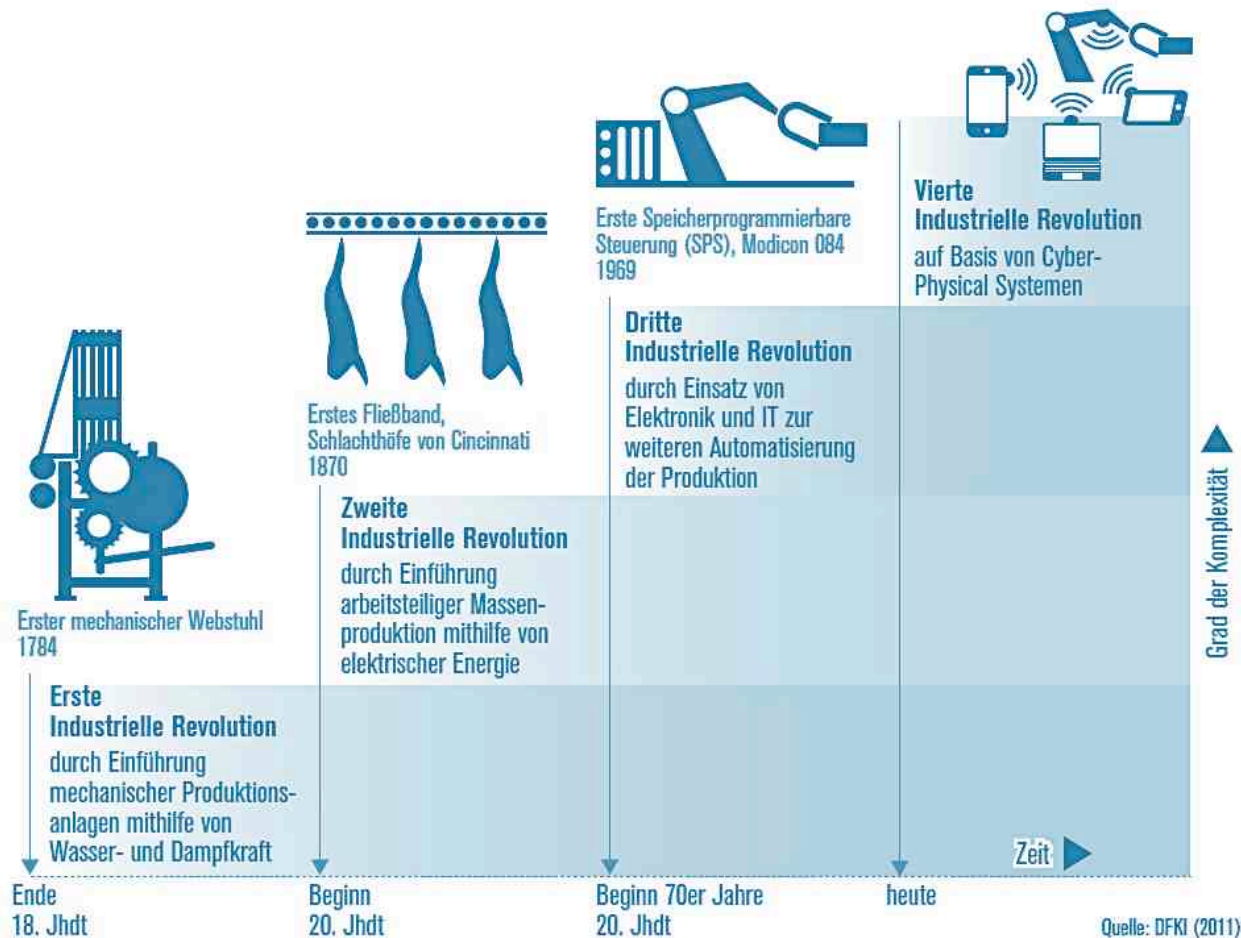 Erster mechanischer Webstuhl
1784
Erste
Industrielle Revolution
durch Einführung
mechanischer Produktions-
anlagen mithilfe von
Wasser- und Dampfkraft
Ende
18. Jhdt
Erstes Fließband,
Schlachthöfe von Cincinnati
1870
Zweite
Industrielle Revolution
durch Einführung
arbeitsteiliger Massen-
produktion mithilfe von
elektrischer Energie
Beginn
20. Jhdt
Erste Speicherprogrammierbare
Steuerung (SPS), Modicon 084
1969
Dritte
Industrielle Revolution
durch Einsatz von
Elektronik und IT zur
weiteren Automatisierung
der Produktion
Beginn 70er Jahre
20. Jhdt
Vierte
Industrielle Revolution
auf Basis von Cyber-
Physical Systemen
heute
Grad der Komplexität
Zeit
Quelle: DFKI (2011)